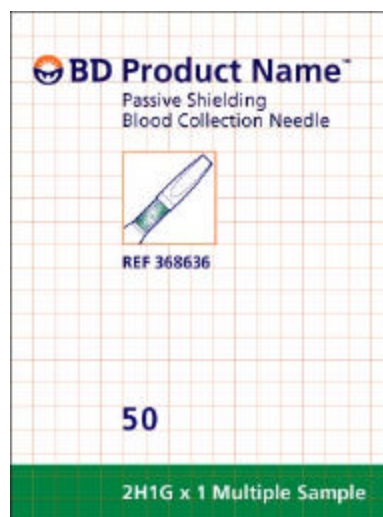 BD Product Name™
Passive Shielding
Blood Collection Needle
REF 368636
50
2H1G x 1 Multiple Sample